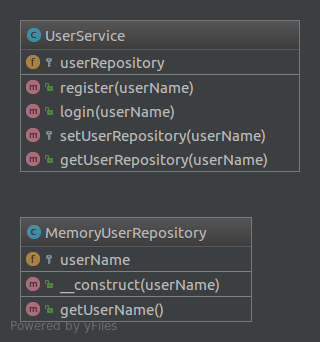 UserService
userRepository
register(userName)
login(userName)
setUserRepository(userName)
getUserRepository(userName)
MemoryUserRepository
userName
__construct(userName)
getUserName()
Powered by yFiles